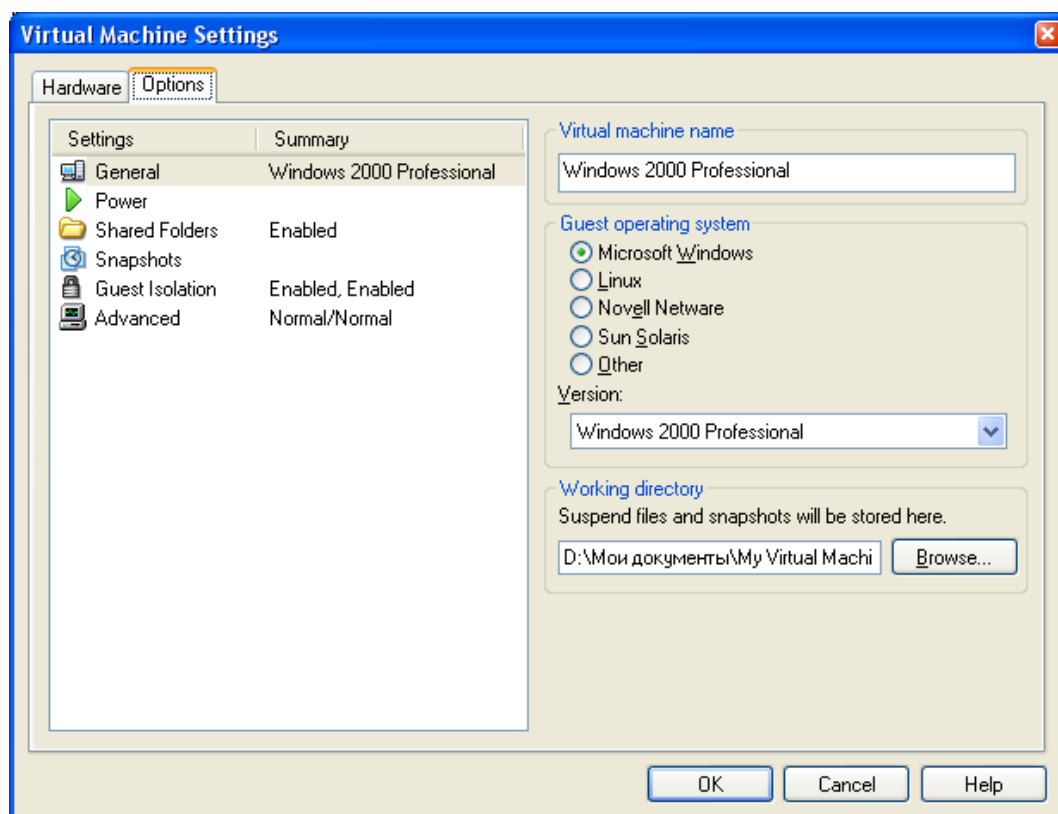 Virtual Machine Settings
Hardware Options
Settings Summary
General Windows 2000 Professional
Power
Shared Folders Enabled
Snapshots
Guest Isolation Enabled, Enabled
Advanced Normal/Normal
Virtual machine name
Windows 2000 Professional
Guest operating system
Microsoft Windows
Linux
Novell Netware
Sun Solaris
Other
Version:
Windows 2000 Professional
Working directory
Suspend files and snapshots will be stored here.
D:\Мои документы\My Virtual Machi Browse...
OK Cancel Help